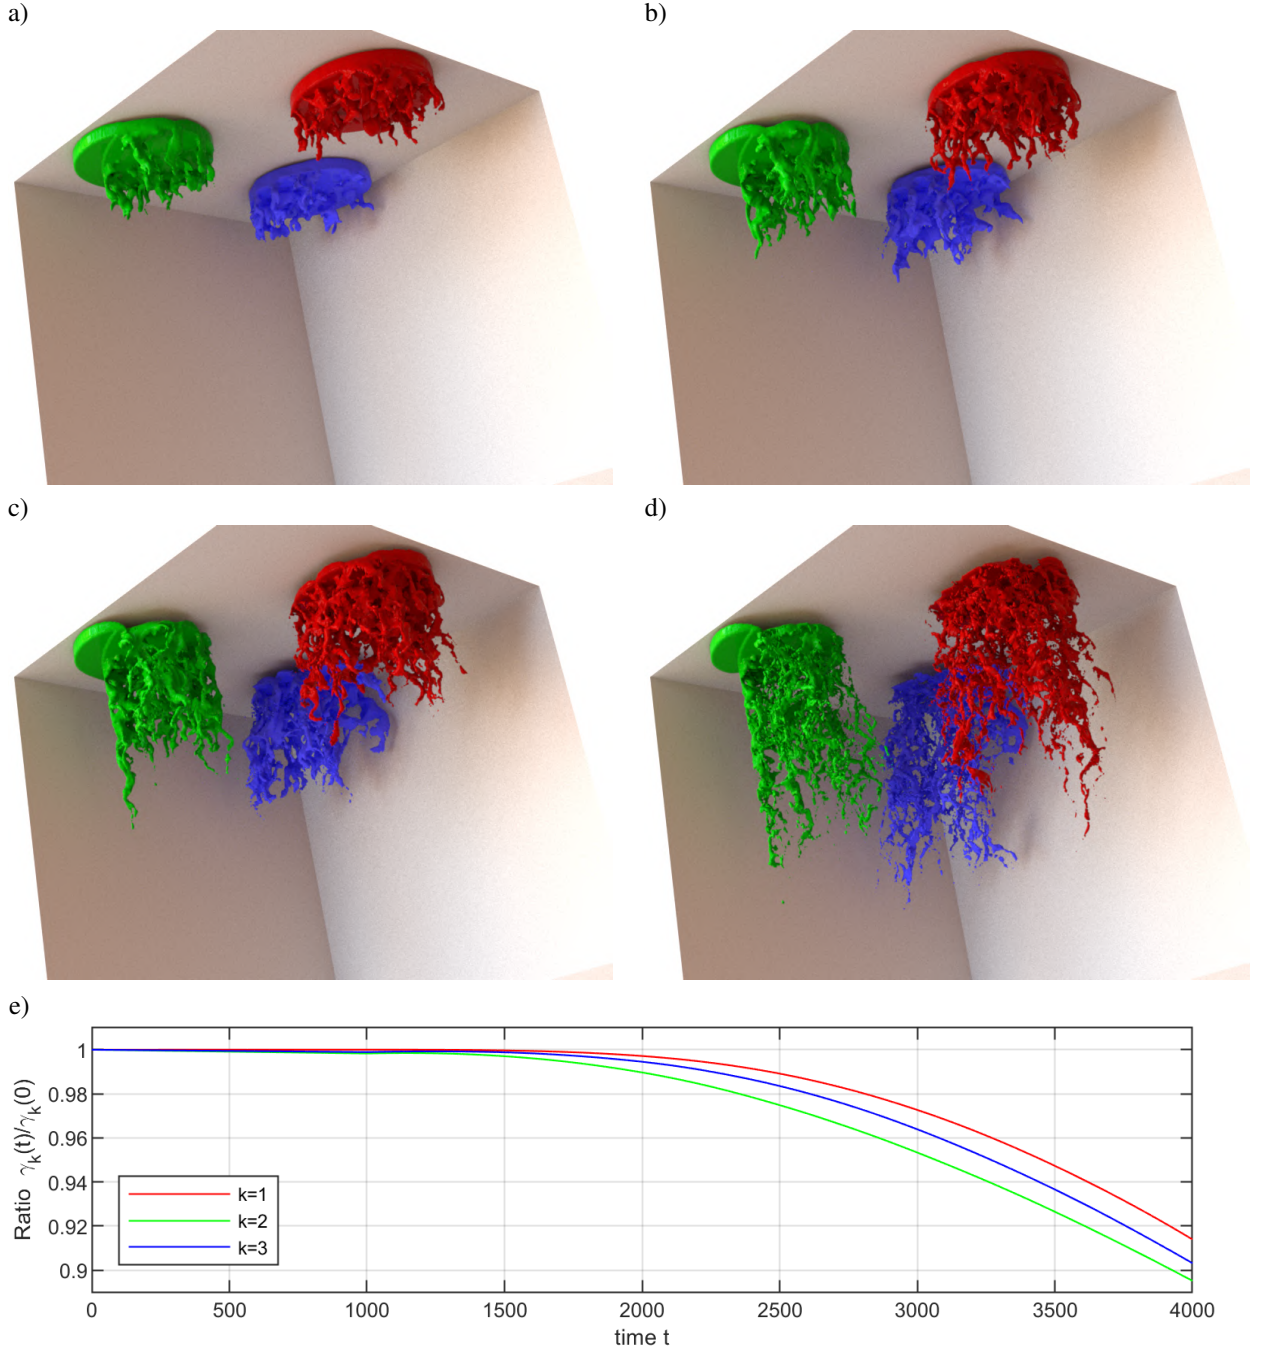 a)
b)
c)
d)
e)
Ratio γk(t)/γk(0)
1
0.98
0.96
0.94
0.92
0.9
k=1
k=2
k=3
0 500 1000 1500 2000 2500 3000 3500 4000
time t